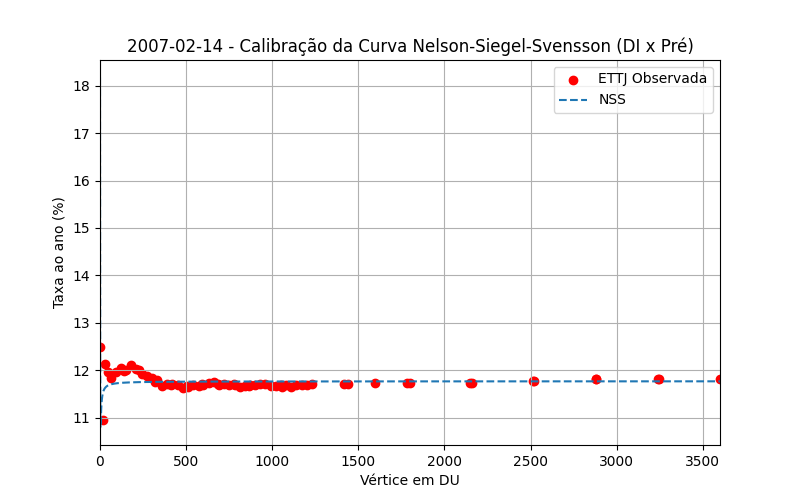 2007-02-14 - Calibração da Curva Nelson-Siegel-Svensson (DI x Pré)
ETTJ Observada
NSS
Taxa ao ano (%)
18
17
16
15
14
13
12
11
0 500 1000 1500 2000 2500 3000 3500
Vértice em DU